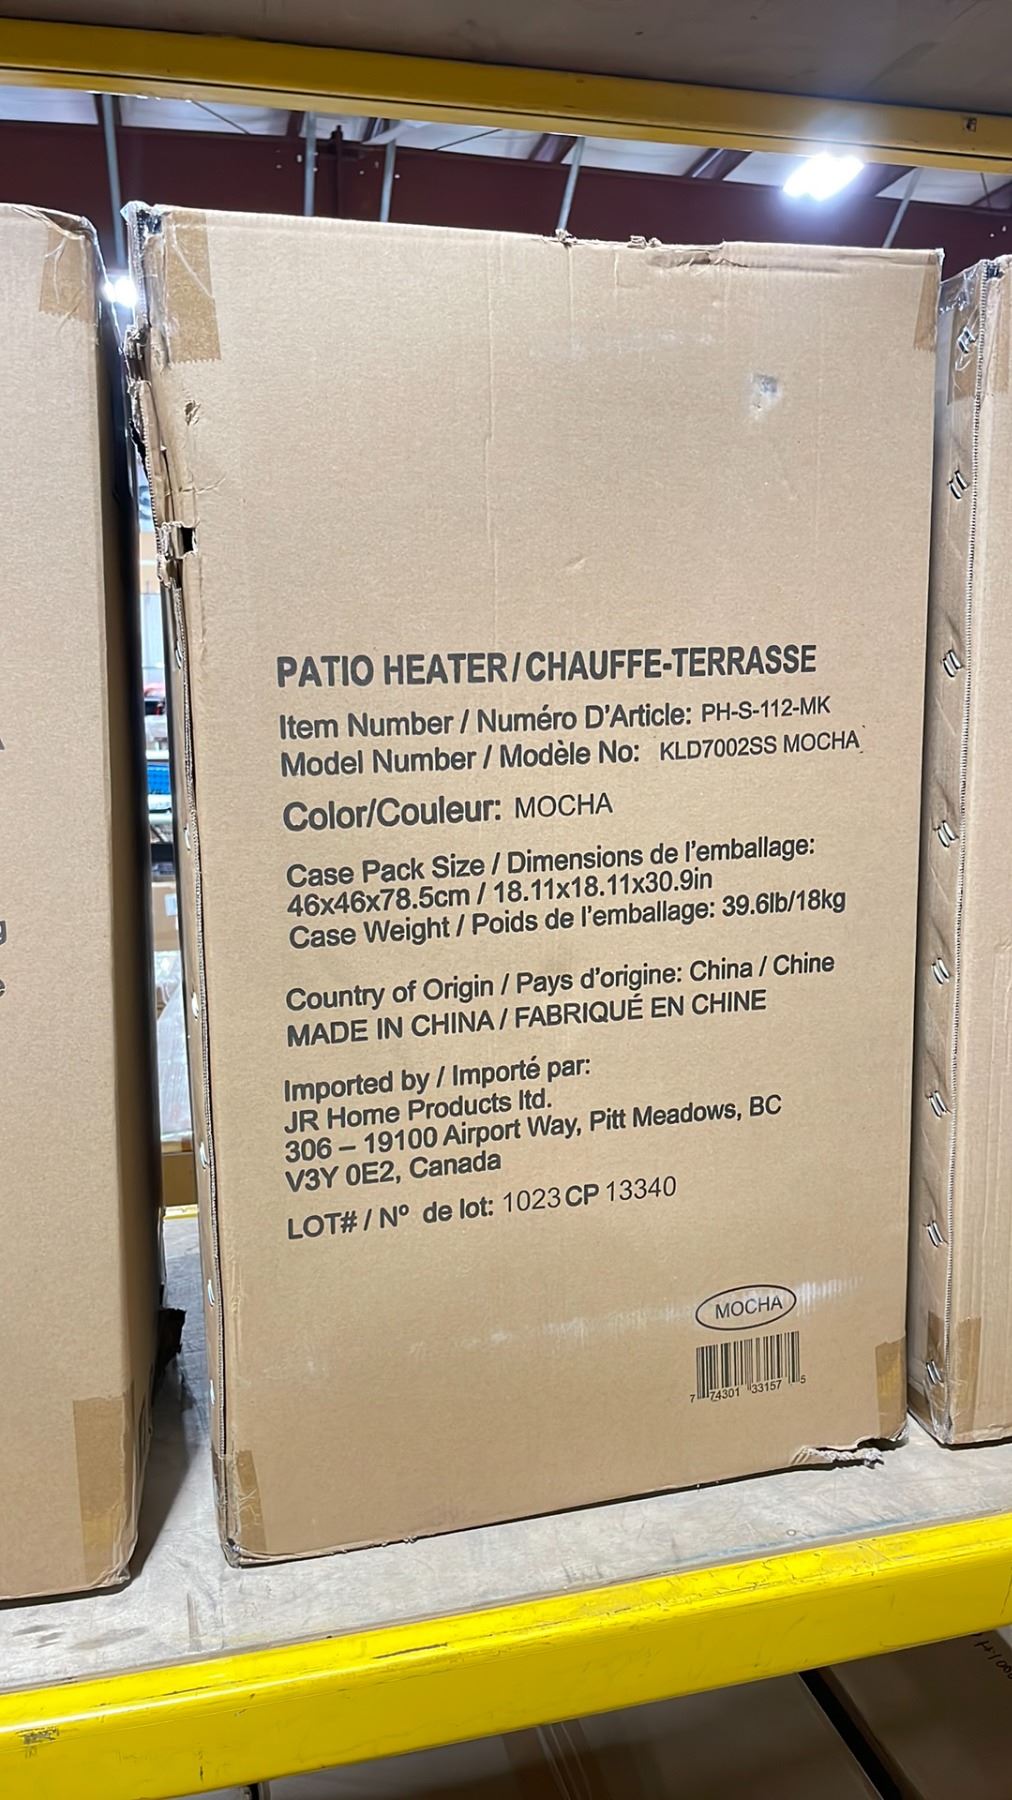 PATIO HEATER/CHAUFFE-TERRASSE
Item Number / Numéro D'Article: PH-S-112-MK
Model Number / Modèle No: KLD7002SS MOCHA
Color/Couleur: MOCHA
Case Pack Size / Dimensions de l'emballage:
46x46x78.5cm / 18.11x18.11x30.9in
Case Weight / Poids de l'emballage: 39.6lb/18kg
Country of Origin / Pays d'origine: China / Chine
MADE IN CHINA / FABRIQUÉ EN CHINE
Imported by / Importé par:
JR Home Products ltd.
306 – 19100 Airport Way, Pitt Meadows, BC
V3Y 0E2, Canada
LOT# / Nº de lot: 1023 CP 13340
MOCHA
7 74301 33157 5